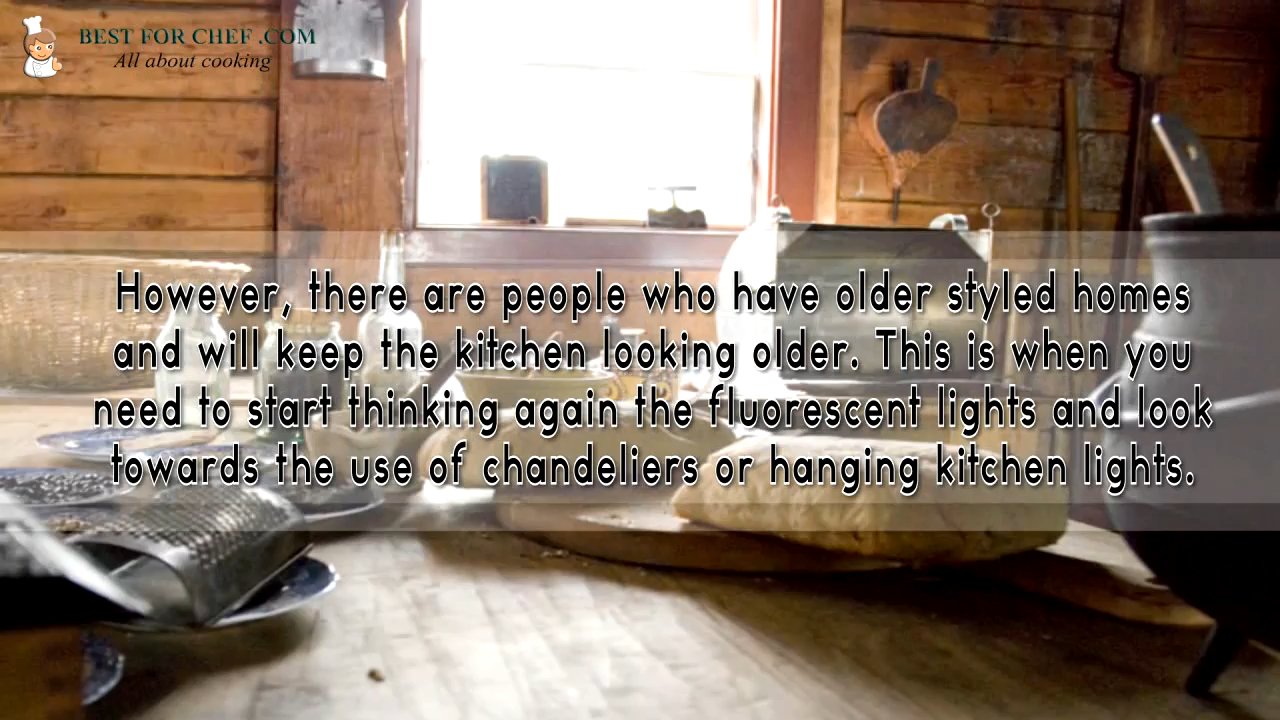 BEST FOR CHEF.COM
All about cooking
However, there are people who have older styled homes
and will keep the kitchen looking older. This is when you
need to start thinking again the fluorescent lights and look
towards the use of chandeliers or hanging kitchen lights.